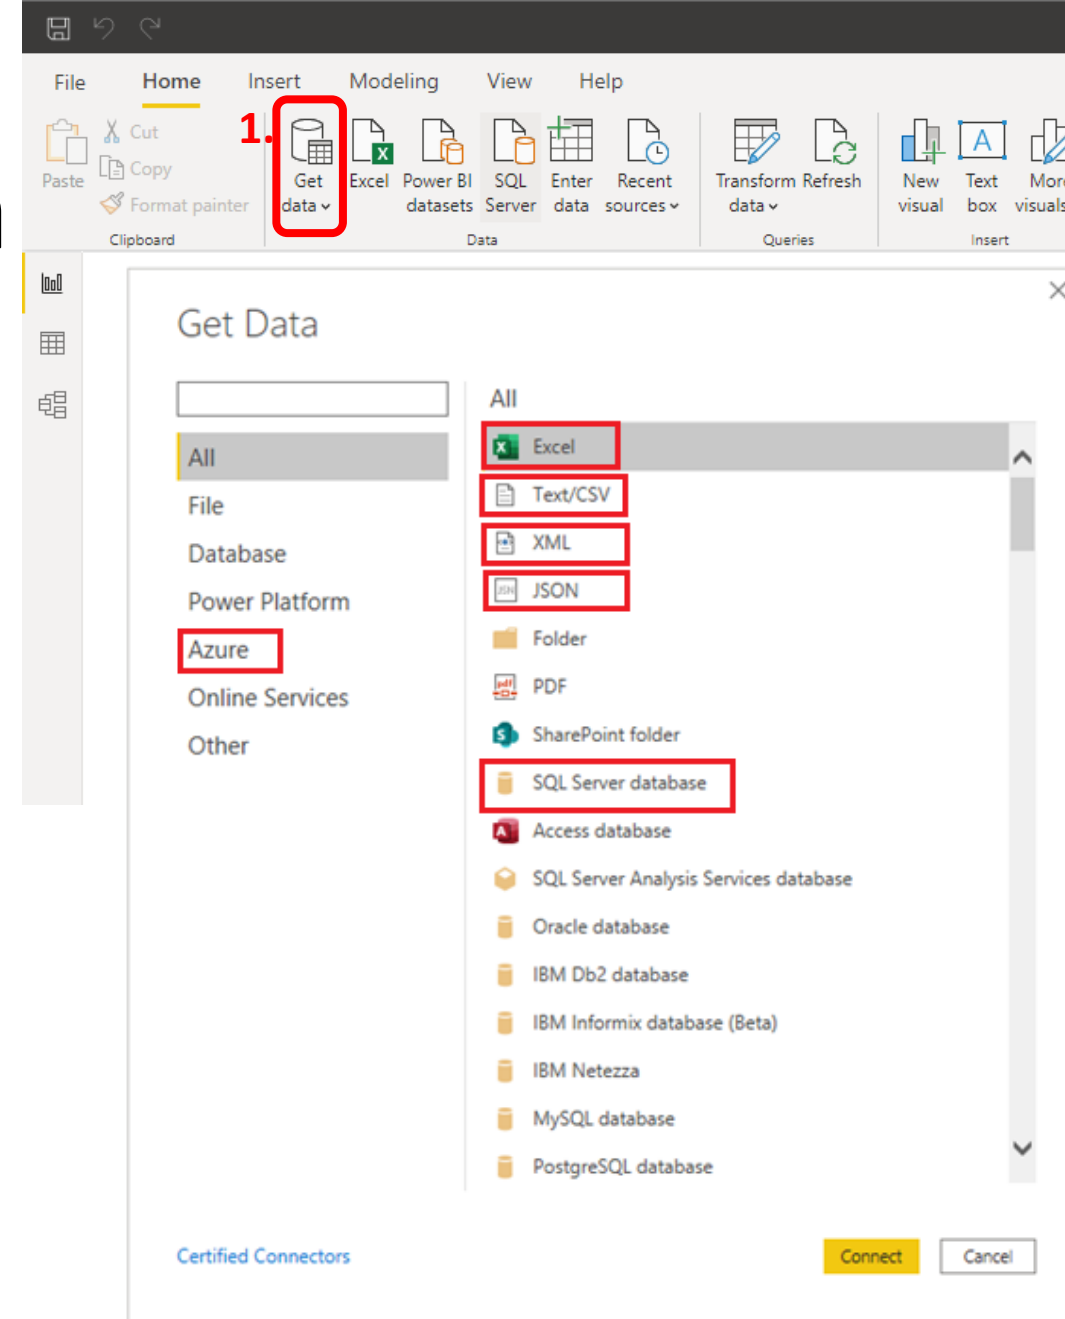 File Home Insert Modeling View Help
1.
Paste
Cut
Copy
Format painter
Clipboard
Get data
Excel
Power BI datasets
SQL Server
Enter data
Recent sources
Data
Transform data
Refresh
Queries
New visual
Text box
More visuals
Insert
Get Data
All
File
Database
Power Platform
Azure
Online Services
Other
All
Excel
Text/CSV
XML
JSON
Folder
PDF
SharePoint folder
SQL Server database
Access database
SQL Server Analysis Services database
Oracle database
IBM Db2 database
IBM Informix database (Beta)
IBM Netezza
MySQL database
PostgreSQL database
Certified Connectors
Connect
Cancel